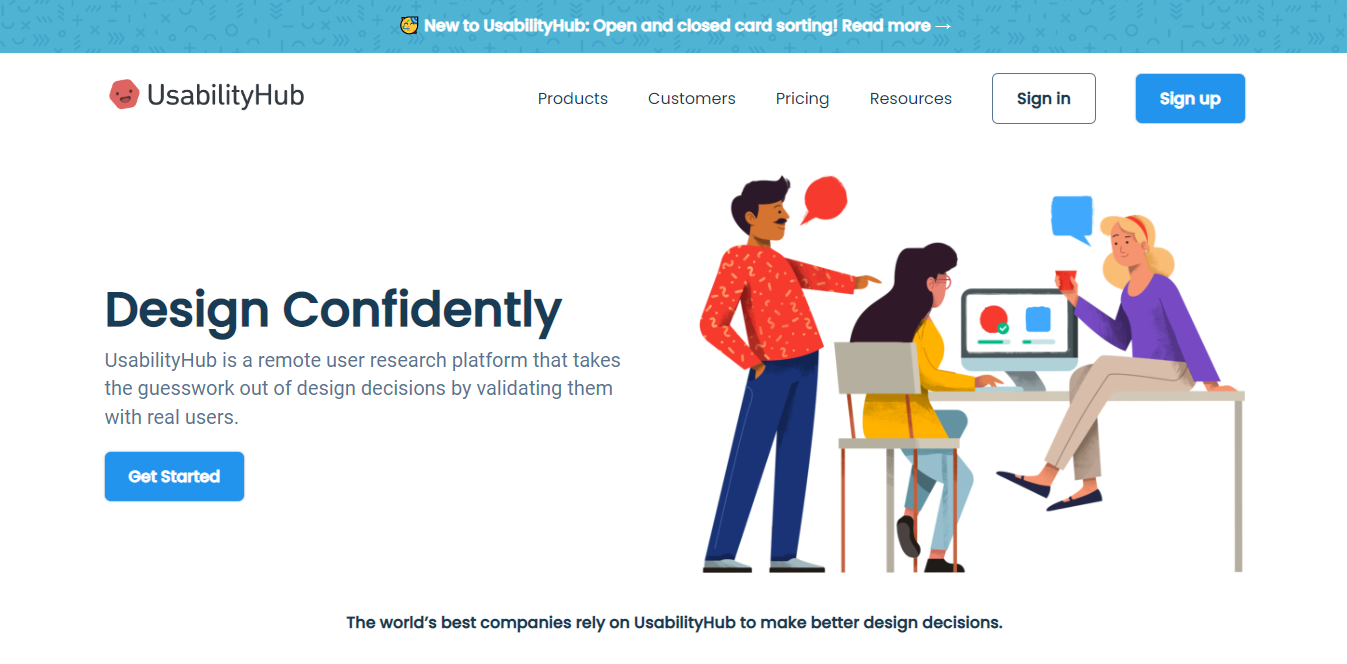 New to UsabilityHub: Open and closed card sorting! Read more →
UsabilityHub
Products
Customers
Pricing
Resources
Sign in
Sign up
Design Confidently
UsabilityHub is a remote user research platform that takes
the guesswork out of design decisions by validating them
with real users.
Get Started
The world’s best companies rely on UsabilityHub to make better design decisions.